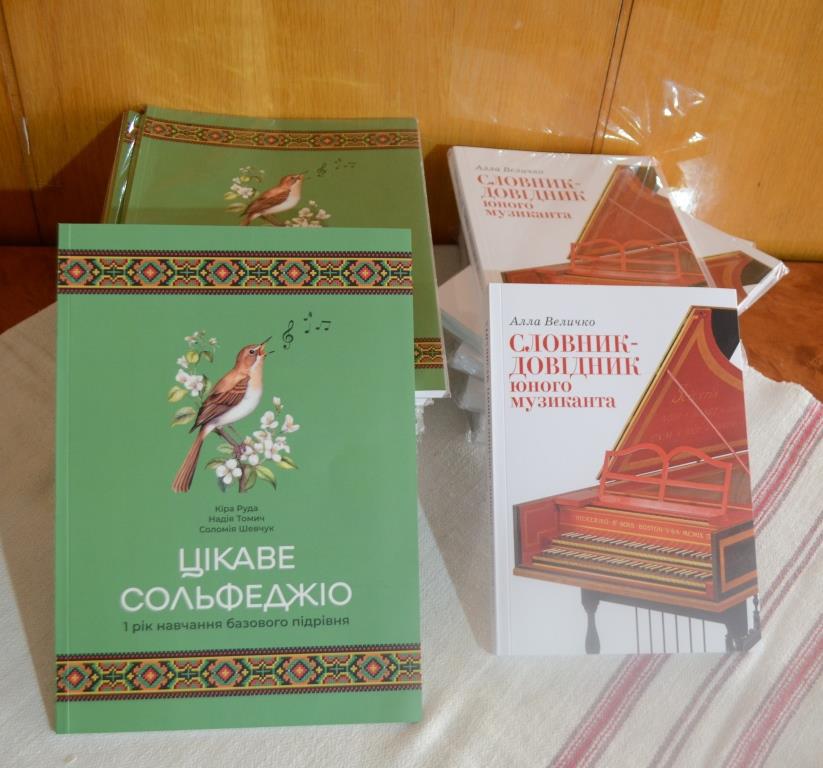 Алла Величко
СЛОВНИК-
ДОВІДНИК
юного
музиканта
Кіра Руда
Надія Томич
Соломія Шевчук
ЦІКАВЕ
СОЛЬФЕДЖІО
1 рік навчання базового підрівня
Алла Величко
СЛОВНИК-
ДОВІДНИК
юного
музиканта